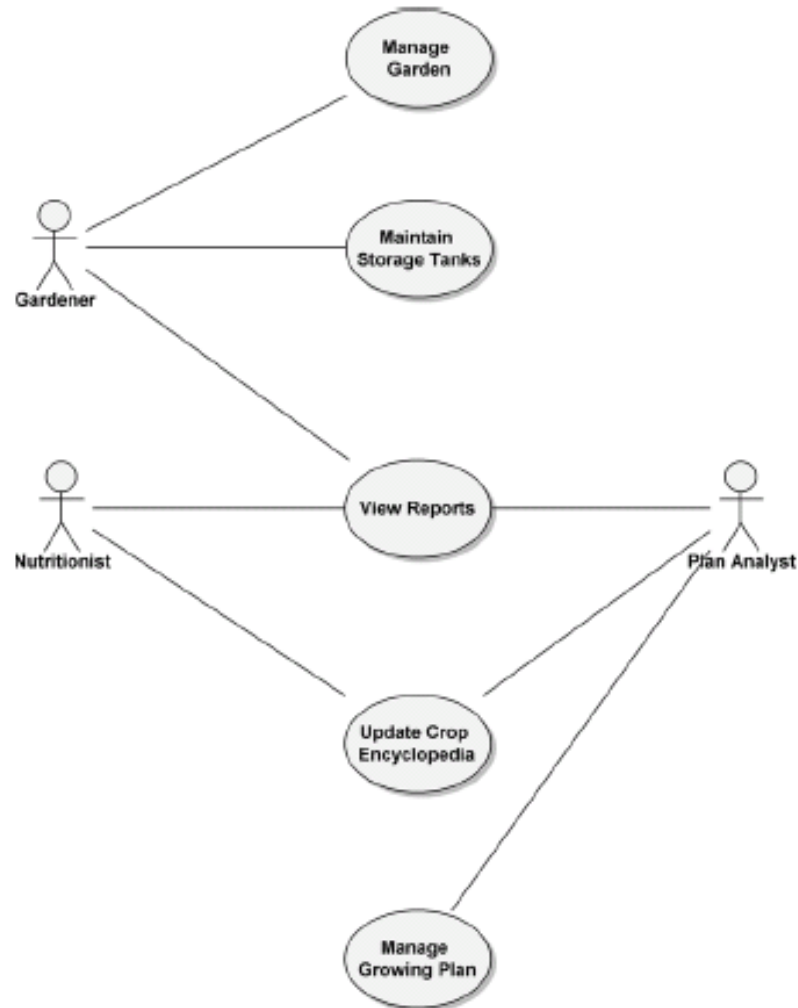 Manage
Garden
Maintain
Storage Tanks
Gardener
View Reports
Nutritionist
Plan Analyst
Update Crop
Encyclopedia
Manage
Growing Plan